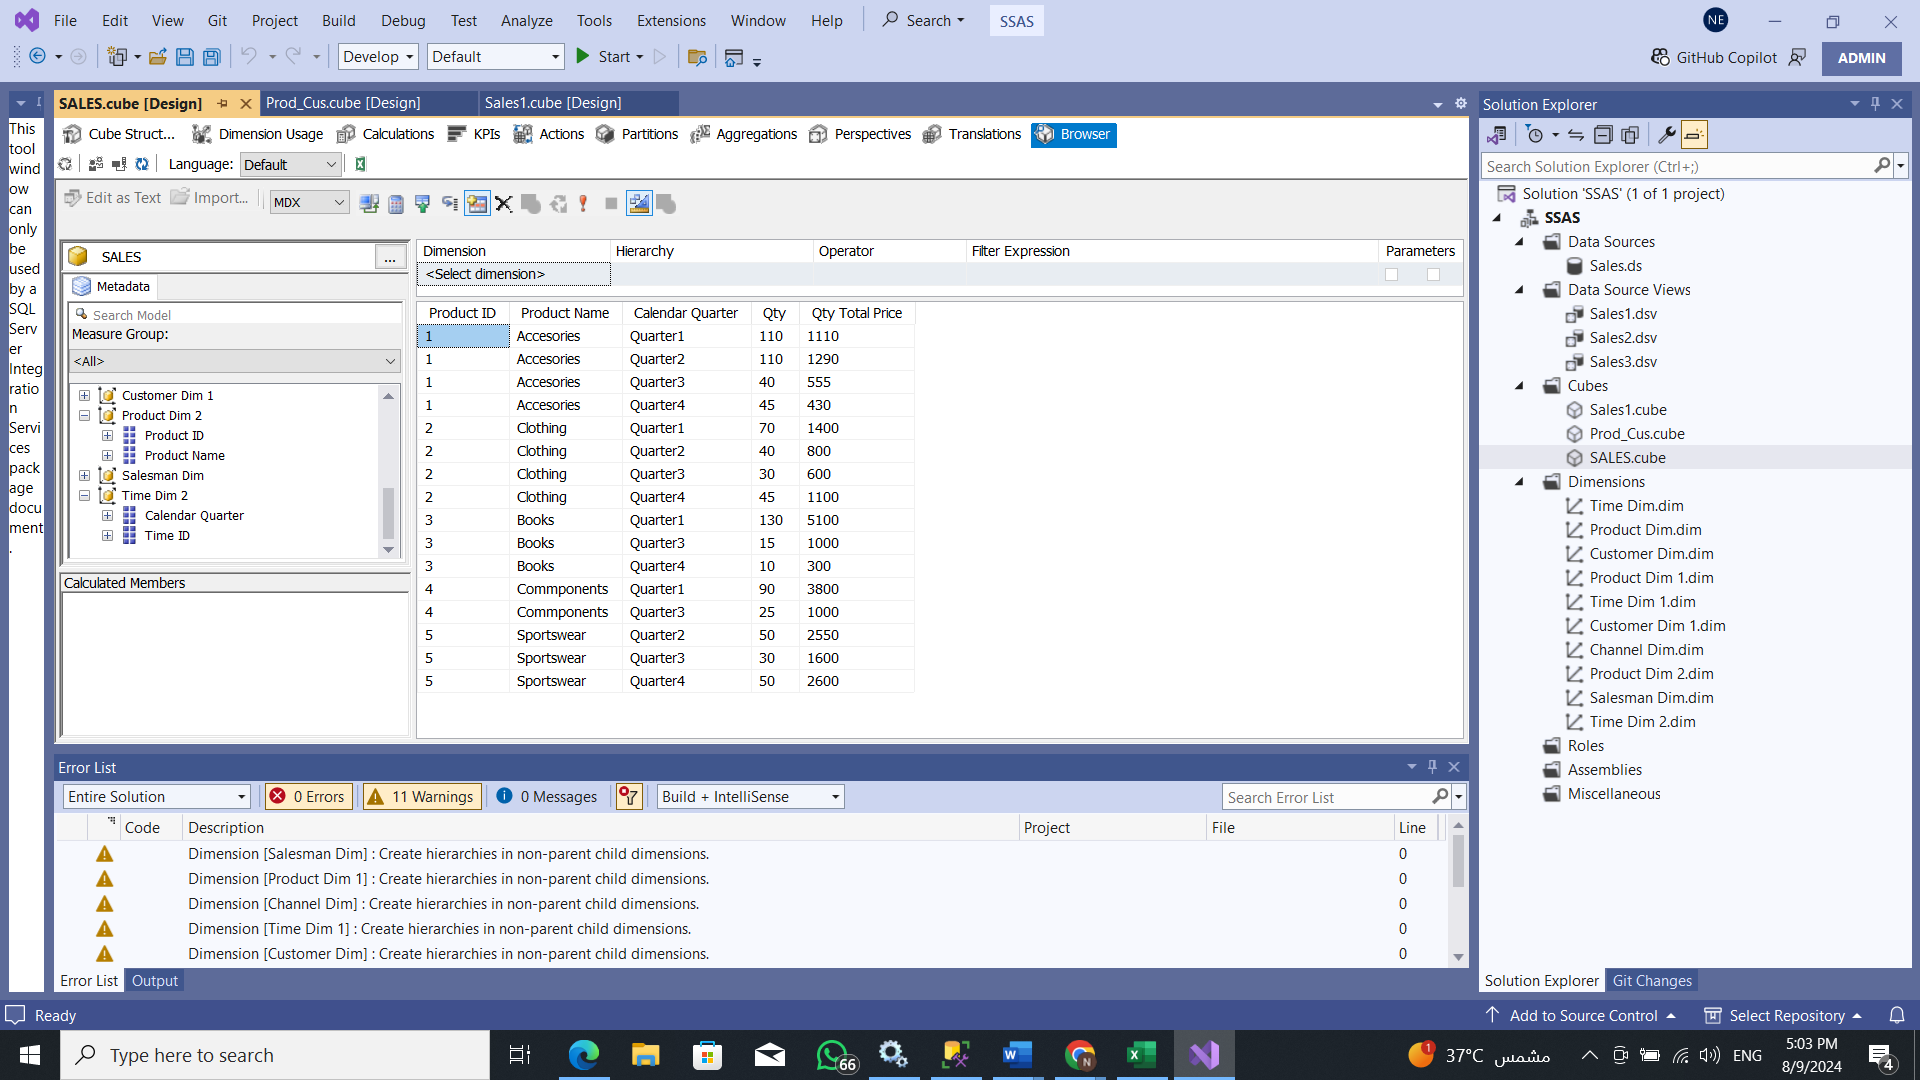 File Edit View Git Project Build Debug Test Analyze Tools Extensions Window Help Search SSAS NE
Develop Default Start GitHub Copilot ADMIN
SALES.cube [Design] Prod_Cus.cube [Design] Sales1.cube [Design]
This
tool
wind
ow
can
only
be
used
by a
SQL
Serv
er
Integ
ratio
n
Servi
ces
pack
age
docu
ment
.
Cube Struct... Dimension Usage Calculations KPIs Actions Partitions Aggregations Perspectives Translations Browser
Language: Default
Edit as Text Import... MDX
SALES ...
Metadata
Search Model
Measure Group:
<All>
Customer Dim 1
Product Dim 2
Product ID
Product Name
Salesman Dim
Time Dim 2
Calendar Quarter
Time ID
Calculated Members
Dimension Hierarchy Operator Filter Expression Parameters
<Select dimension>
Product ID Product Name Calendar Quarter Qty Qty Total Price
1 Accesories Quarter1 110 1110
1 Accesories Quarter2 110 1290
1 Accesories Quarter3 40 555
1 Accesories Quarter4 45 430
2 Clothing Quarter1 70 1400
2 Clothing Quarter2 40 800
2 Clothing Quarter3 30 600
2 Clothing Quarter4 45 1100
3 Books Quarter1 130 5100
3 Books Quarter3 15 1000
3 Books Quarter4 10 300
4 Commponents Quarter1 90 3800
4 Commponents Quarter3 25 1000
5 Sportswear Quarter2 50 2550
5 Sportswear Quarter3 30 1600
5 Sportswear Quarter4 50 2600
Error List
Entire Solution 0 Errors 11 Warnings 0 Messages Build + IntelliSense Search Error List
Code Description Project File Line
Dimension [Salesman Dim] : Create hierarchies in non-parent child dimensions. 0
Dimension [Product Dim 1] : Create hierarchies in non-parent child dimensions. 0
Dimension [Channel Dim] : Create hierarchies in non-parent child dimensions. 0
Dimension [Time Dim 1] : Create hierarchies in non-parent child dimensions. 0
Dimension [Customer Dim] : Create hierarchies in non-parent child dimensions. 0
Error List Output
Solution Explorer
Search Solution Explorer (Ctrl+;)
Solution 'SSAS' (1 of 1 project)
SSAS
Data Sources
Sales.ds
Data Source Views
Sales1.dsv
Sales2.dsv
Sales3.dsv
Cubes
Sales1.cube
Prod_Cus.cube
SALES.cube
Dimensions
Time Dim.dim
Product Dim.dim
Customer Dim.dim
Product Dim 1.dim
Time Dim 1.dim
Customer Dim 1.dim
Channel Dim.dim
Product Dim 2.dim
Salesman Dim.dim
Time Dim 2.dim
Roles
Assemblies
Miscellaneous
Solution Explorer Git Changes
Ready Add to Source Control Select Repository
Type here to search 66 1 37°C مشمس ENG 5:03 PM
8/9/2024 4